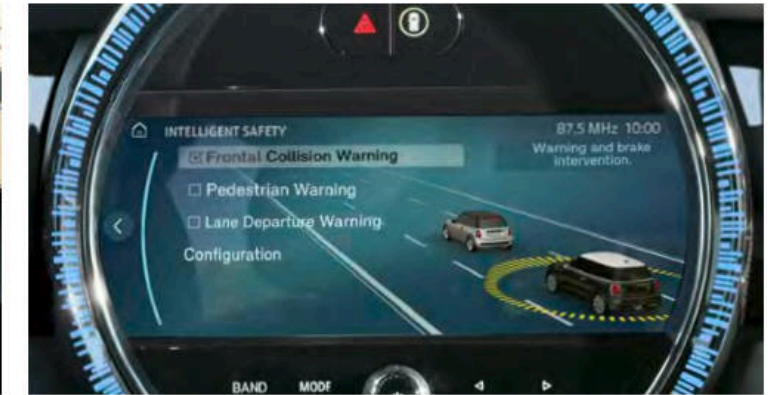 INTELLIGENT SAFETY
87.5 MHz 10:00
Frontal Collision Warning
Warning and brake
intervention.
Pedestrian Warning
Lane Departure Warning
Configuration
BAND MODE